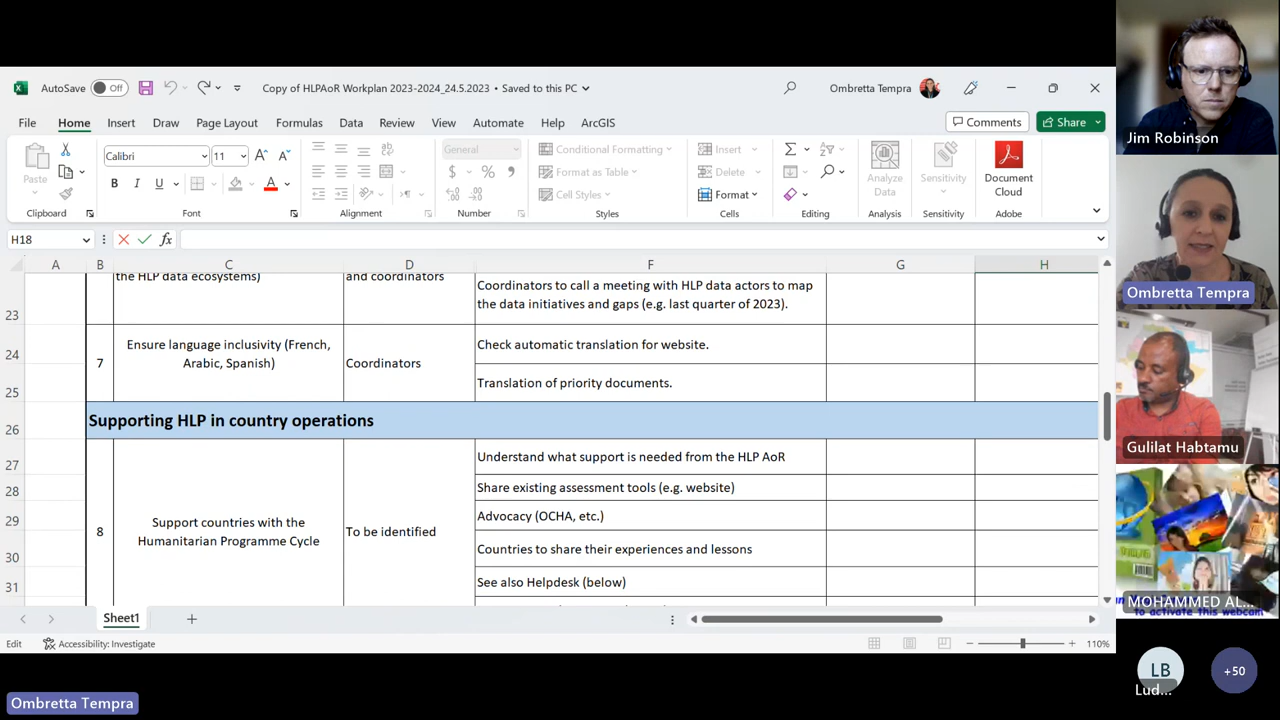 AutoSave Off
Copy of HLPAoR Workplan 2023-2024_24.5.2023 • Saved to this PC
Ombretta Tempra
File Home Insert Draw Page Layout Formulas Data Review View Automate Help ArcGIS
Comments Share
Paste
Clipboard
Calibri 11
B I U A
Font
ab
Alignment
General
$ % ,
Number
Conditional Formatting
Format as Table
Cell Styles
Styles
Insert
Delete
Format
Cells
Editing
Analyze
Data
Analysis
Sensitivity
Sensitivity
Document
Cloud
Adobe
H18 fx
A B C D F G H
the HLP data ecosystems) and coordinators
Coordinators to call a meeting with HLP data actors to map
the data initiatives and gaps (e.g. last quarter of 2023).
23
24
25
7
Ensure language inclusivity (French,
Arabic, Spanish)
Coordinators
Check automatic translation for website.
Translation of priority documents.
26 Supporting HLP in country operations
27 Understand what support is needed from the HLP AoR
28 Share existing assessment tools (e.g. website)
29 Advocacy (OCHA, etc.)
8
Support countries with the
Humanitarian Programme Cycle
To be identified
30 Countries to share their experiences and lessons
31 See also Helpdesk (below)
Sheet1
Edit Accessibility: Investigate 110%
Ombretta Tempra
Jim Robinson
Ombretta Tempra
Gulilat Habtamu
MOHAMMED AL...
to activate this webcam
LB
Lud...
+50